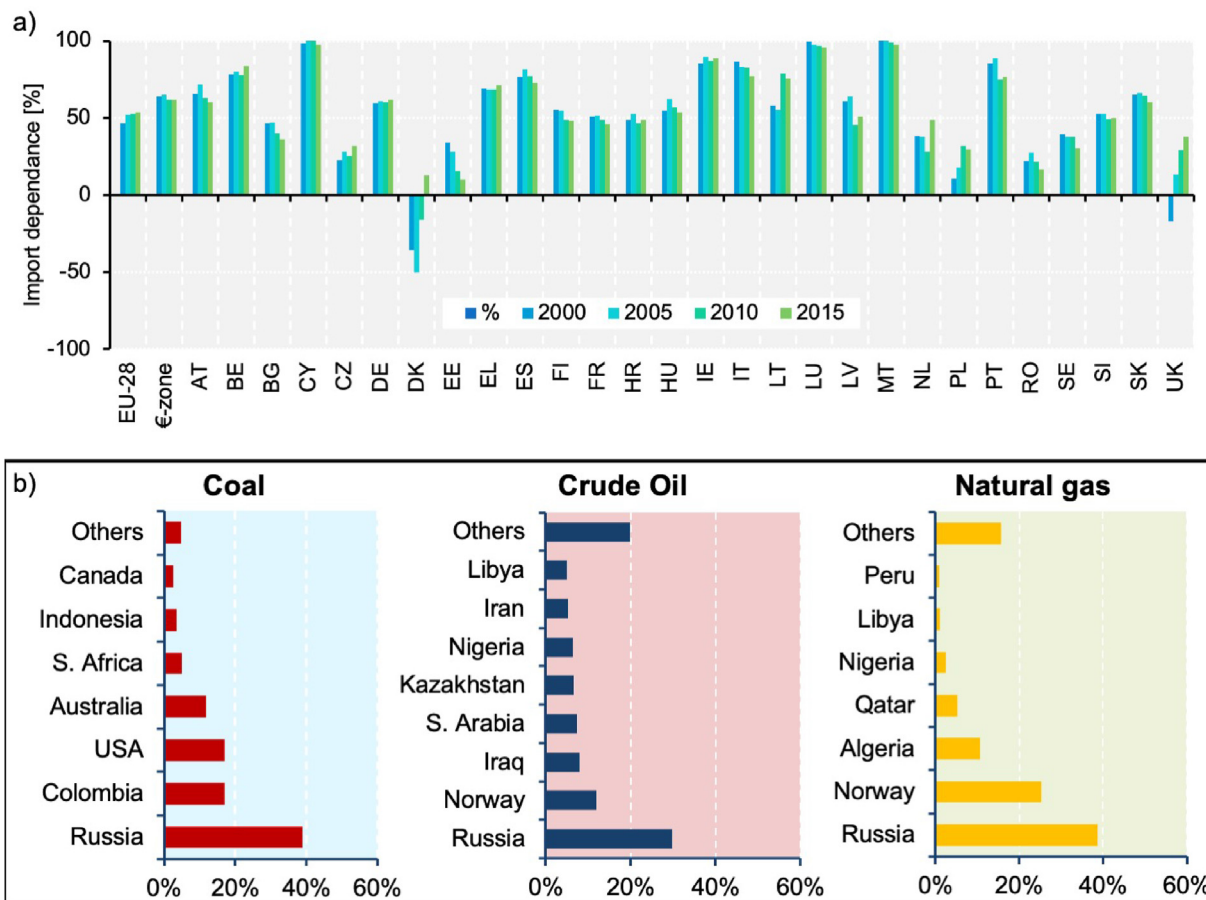 a)
Import dependance [%]
100
50
0
-50
-100
% 2000 2005 2010 2015
EU-28 €-zone AT BE BG CY CZ DE DK EE EL ES FI FR HR HU IE IT LT LU LV MT NL PL PT RO SE SI SK UK
b)
Coal
Others
Canada
Indonesia
S. Africa
Australia
USA
Colombia
Russia
0% 20% 40% 60%
Crude Oil
Others
Libya
Iran
Nigeria
Kazakhstan
S. Arabia
Iraq
Norway
Russia
0% 20% 40% 60%
Natural gas
Others
Peru
Libya
Nigeria
Qatar
Algeria
Norway
Russia
0% 20% 40% 60%